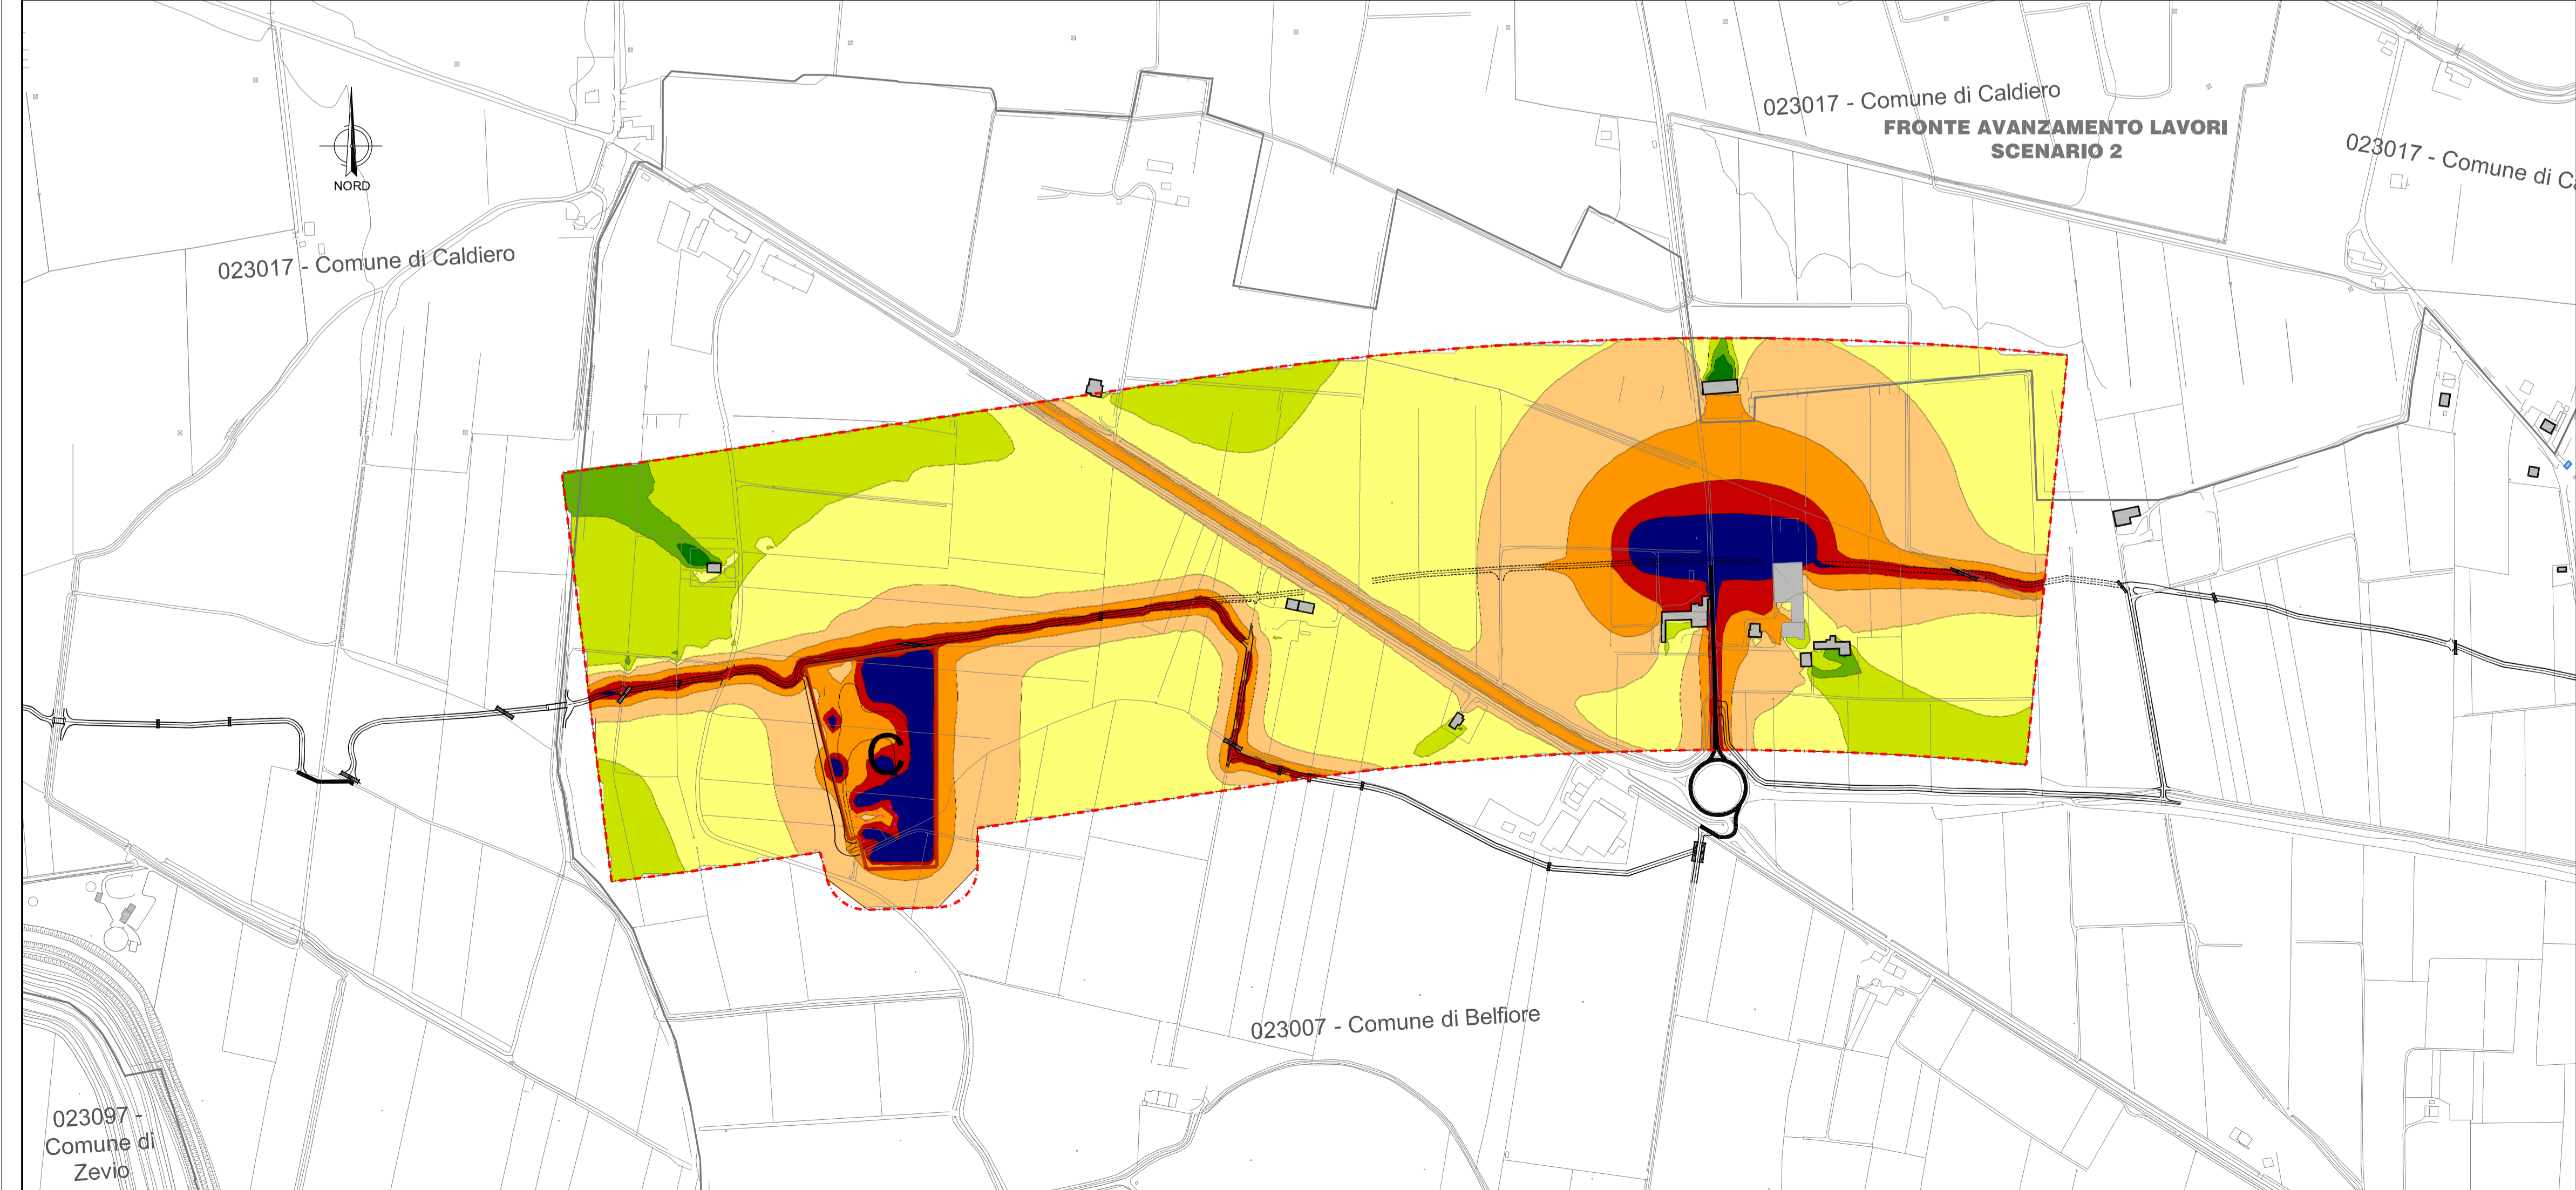 023017 - Comune di Caldiero
FRONTE AVANZAMENTO LAVORI
SCENARIO 2
023017 - Comune di
NORD
023017 - Comune di Caldiero
C
023007 - Comune di Belfiore
023097 -
Comune di
Zevio